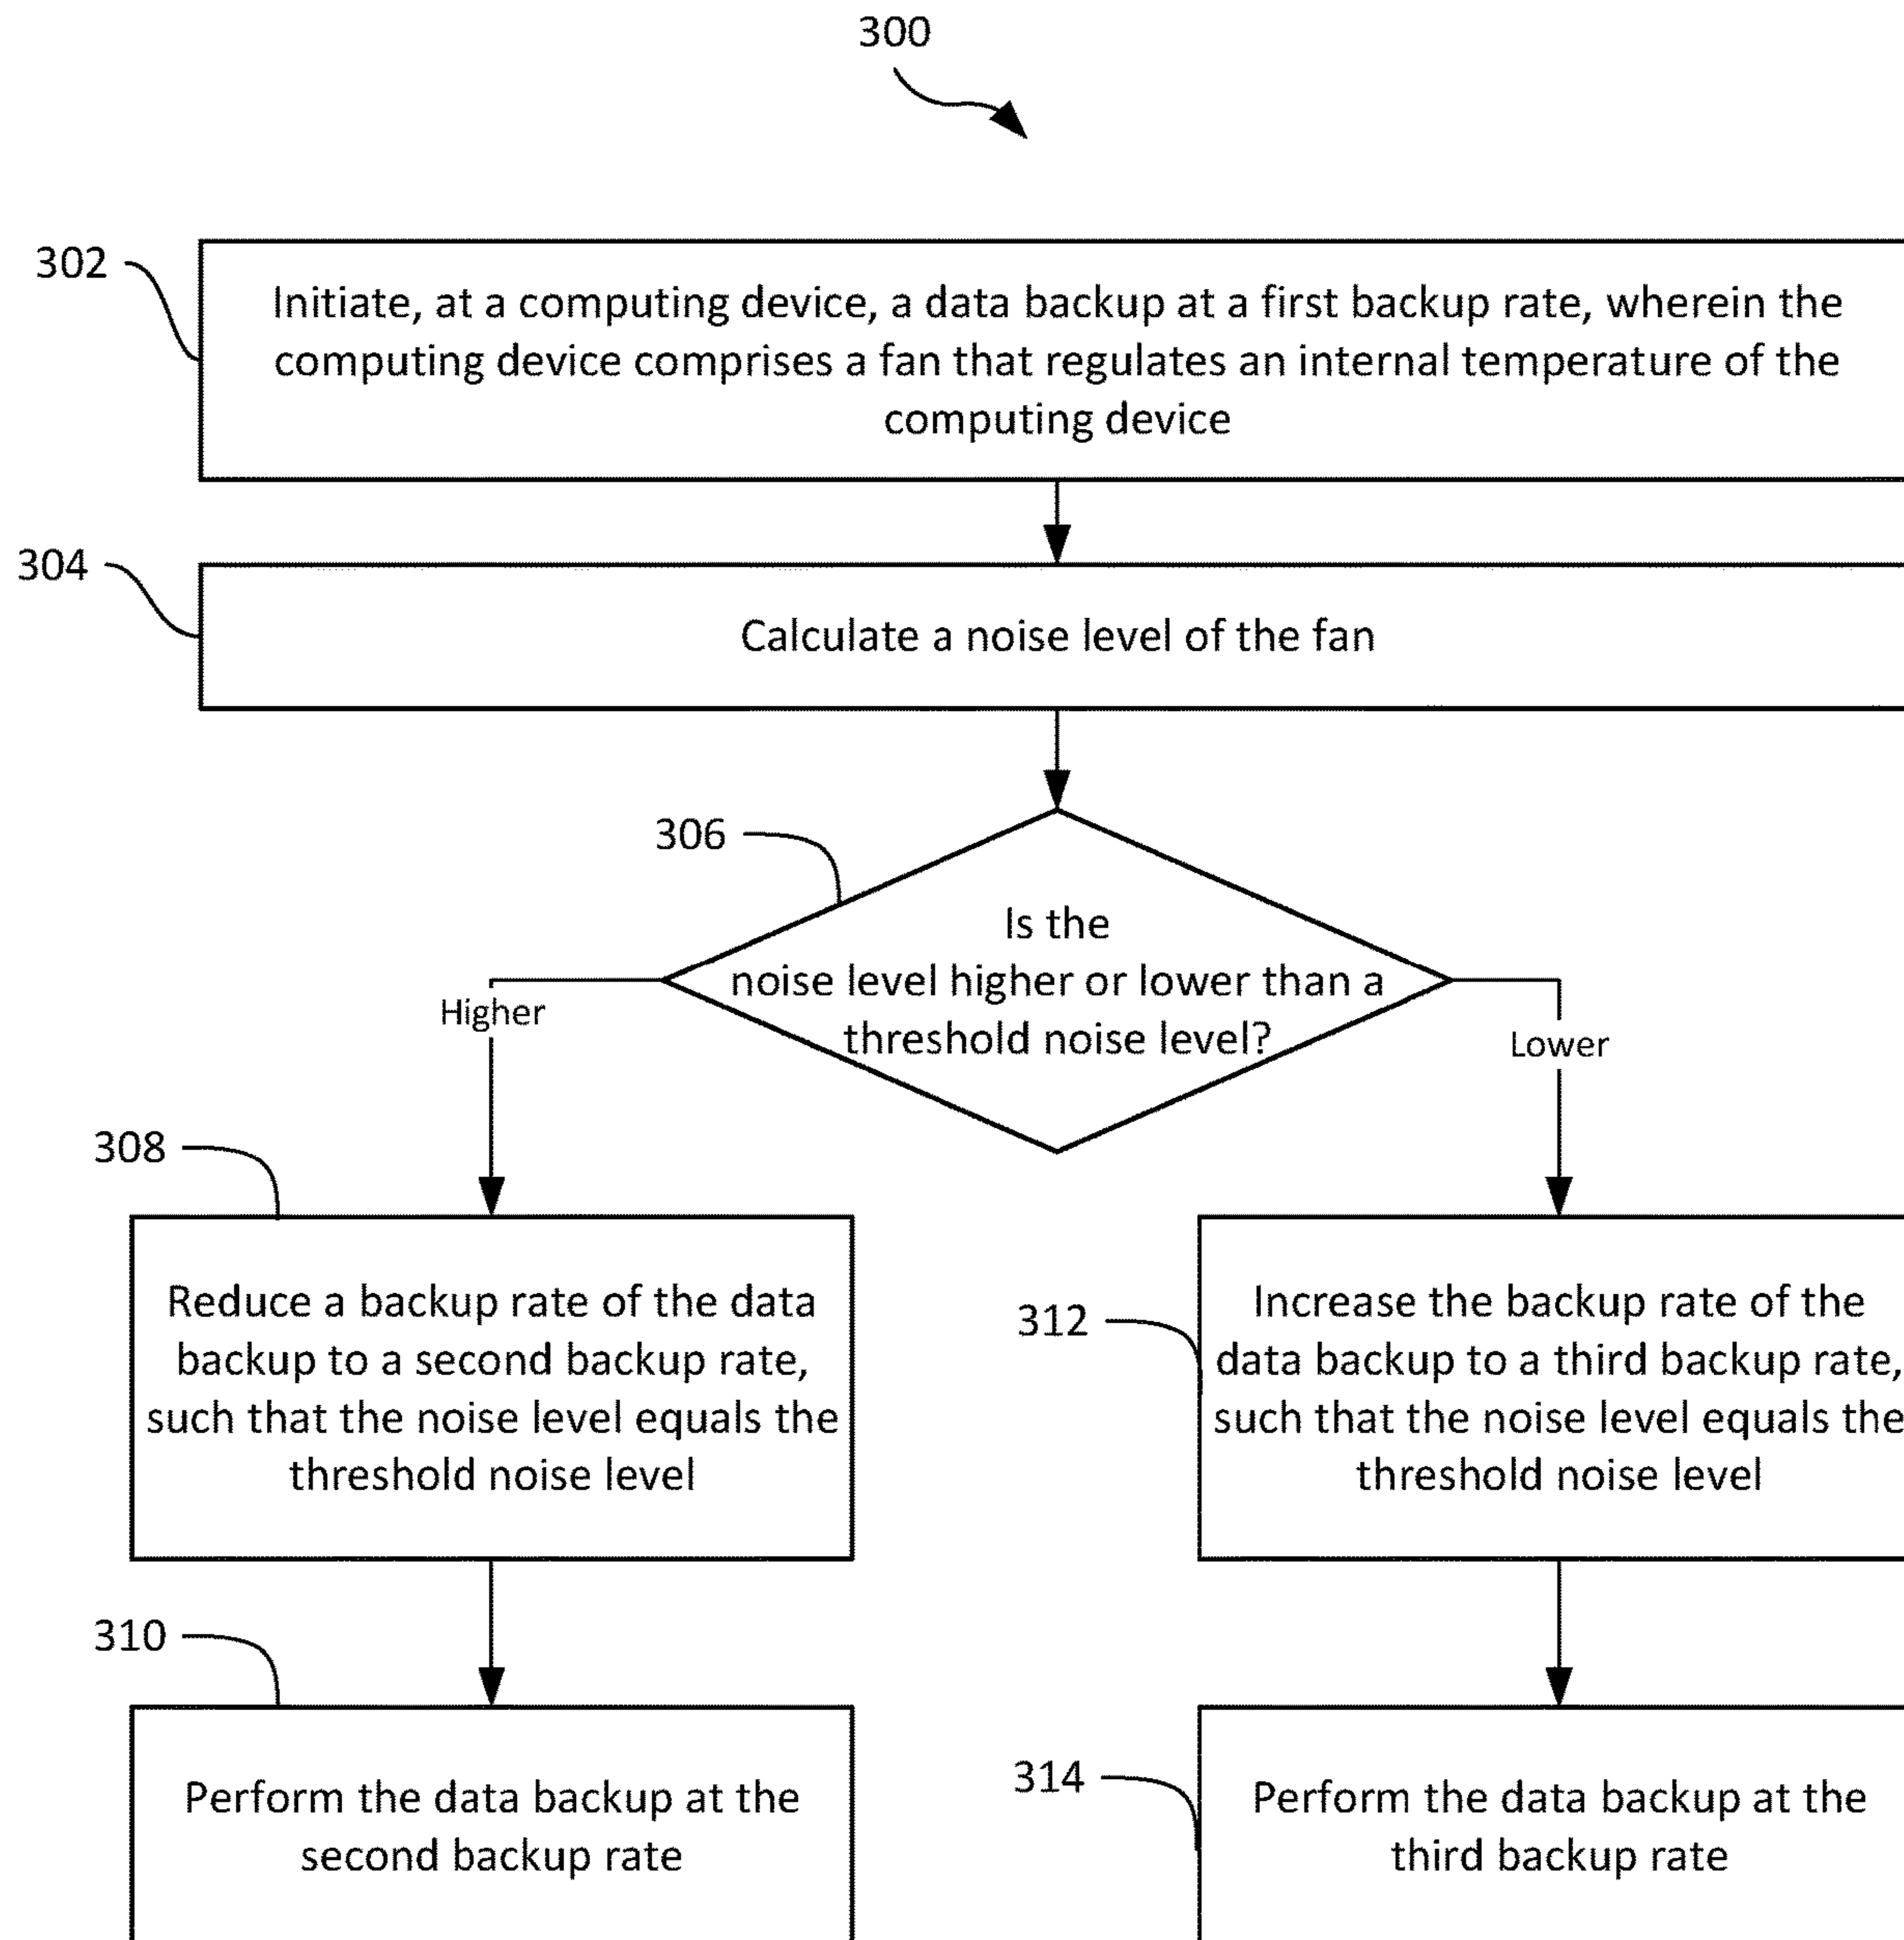 300
302
Initiate, at a computing device, a data backup at a first backup rate, wherein the
computing device comprises a fan that regulates an internal temperature of the
computing device
304
Calculate a noise level of the fan
306
Is the
noise level higher or lower than a
threshold noise level?
Higher
Lower
308
Reduce a backup rate of the data
backup to a second backup rate,
such that the noise level equals the
threshold noise level
312
Increase the backup rate of the
data backup to a third backup rate,
such that the noise level equals the
threshold noise level
310
Perform the data backup at the
second backup rate
314
Perform the data backup at the
third backup rate